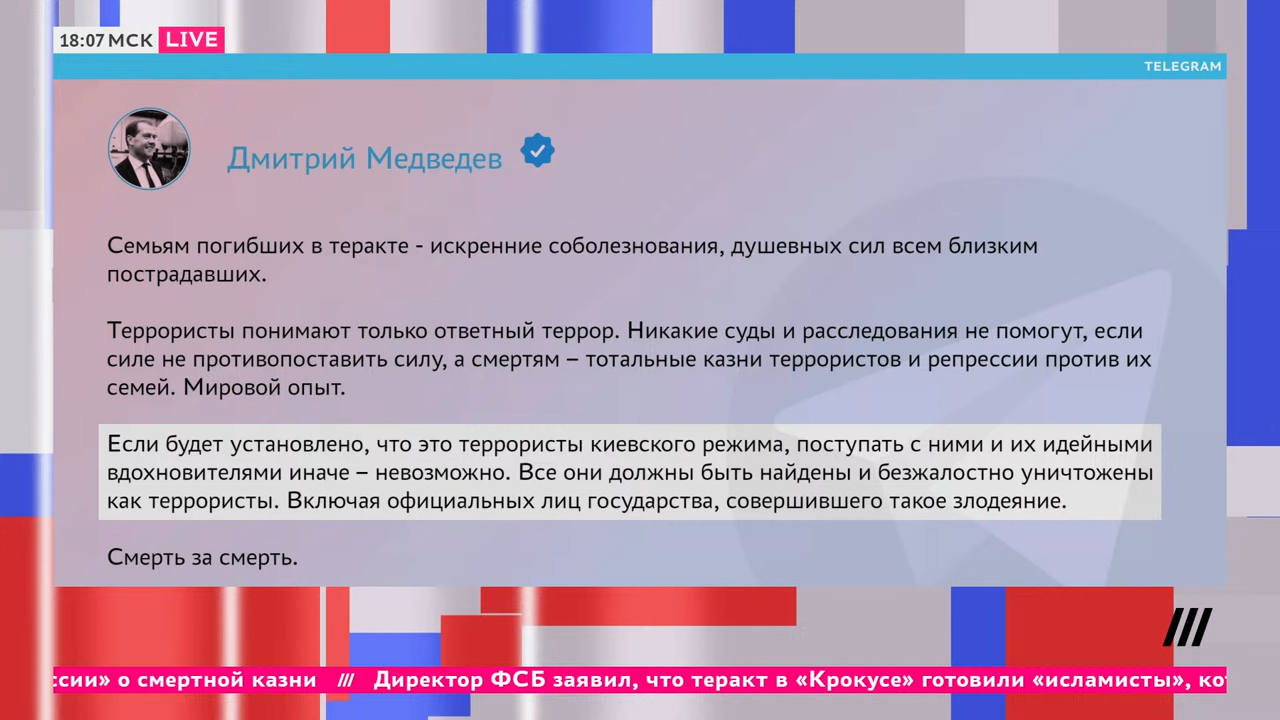 18:07 МСК LIVE
TELEGRAM
Дмитрий Медведев
Семьям погибших в теракте - искренние соболезнования, душевных сил всем близким
пострадавших.
Террористы понимают только ответный террор. Никакие суды и расследования не помогут, если
силе не противопоставить силу, а смертям – тотальные казни террористов и репрессии против их
семей. Мировой опыт.
Если будет установлено, что это террористы киевского режима, поступать с ними и их идейными
вдохновителями иначе – невозможно. Все они должны быть найдены и безжалостно уничтожены
как террористы. Включая официальных лиц государства, совершившего такое злодеяние.
Смерть за смерть.
ссии» о смертной казни /// Директор ФСБ заявил, что теракт в «Крокусе» готовили «исламисты», ко